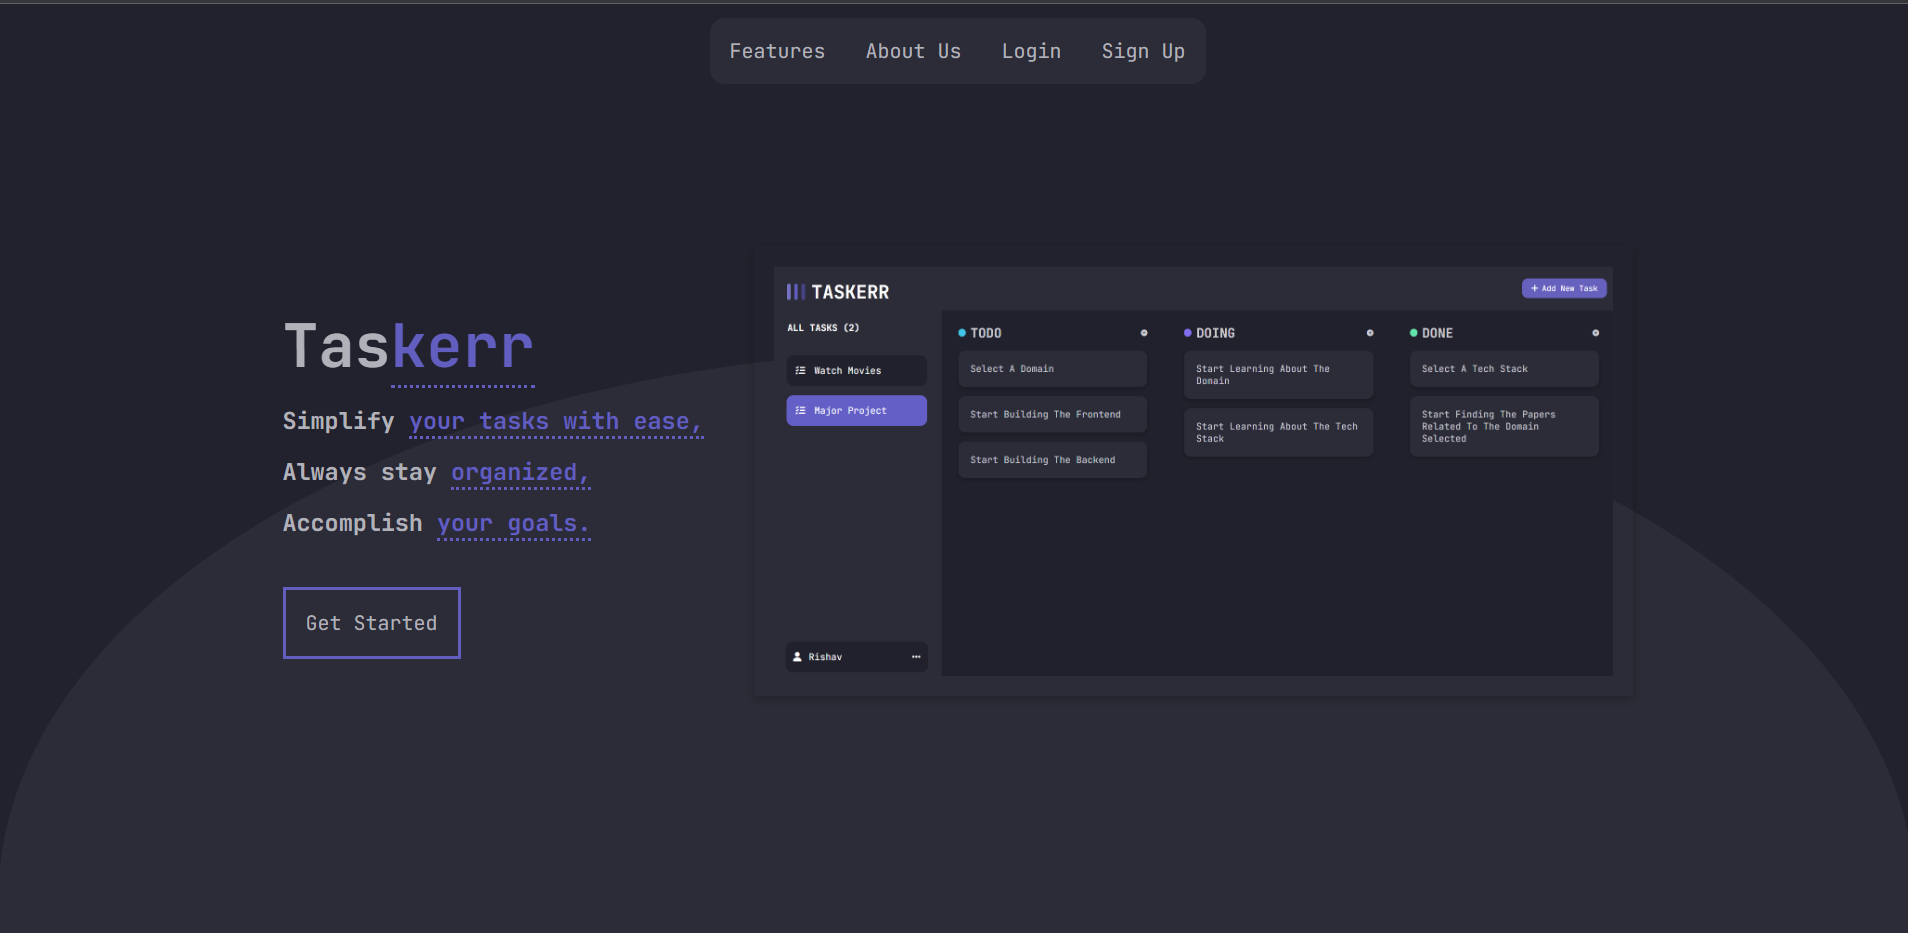 Features About Us Login Sign Up
Taskerr
Simplify your tasks with ease,
Always stay organized,
Accomplish your goals.
Get Started
TASKERR
+ Add New Task
ALL TASKS (2)
Watch Movies
Major Project
Rishav
TODO
Select A Domain
Start Building The Frontend
Start Building The Backend
DOING
Start Learning About The
Domain
Start Learning About The Tech
Stack
DONE
Select A Tech Stack
Start Finding The Papers
Related To The Domain
Selected